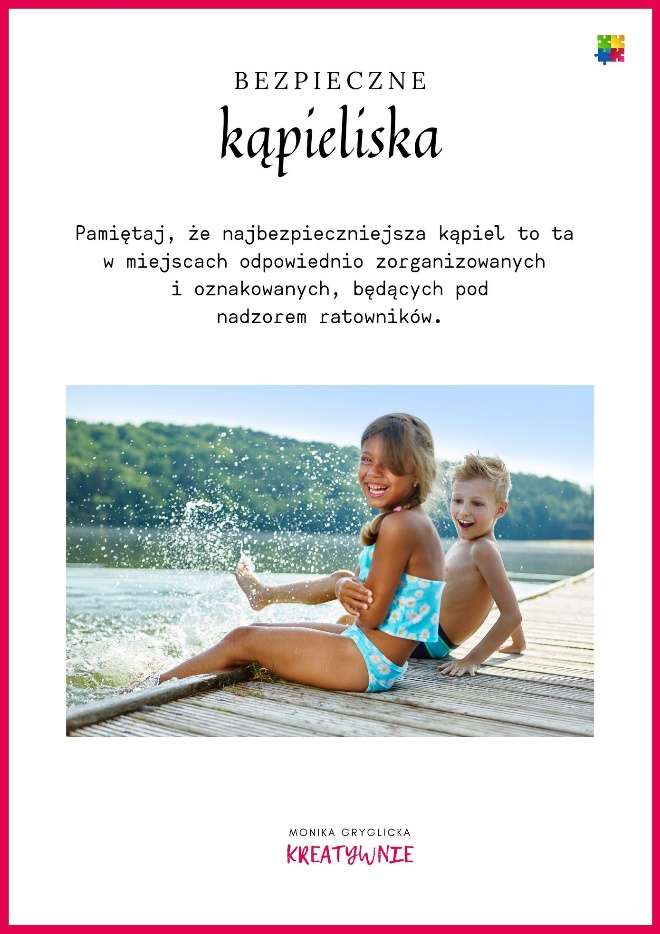 BEZPIECZNE
kąpieliska
Pamiętaj, że najbezpieczniejsza kąpiel to ta
w miejscach odpowiednio zorganizowanych
i oznakowanych, będących pod
nadzorem ratowników.
MONIKA GRYGLICKA
KREATYWNIE